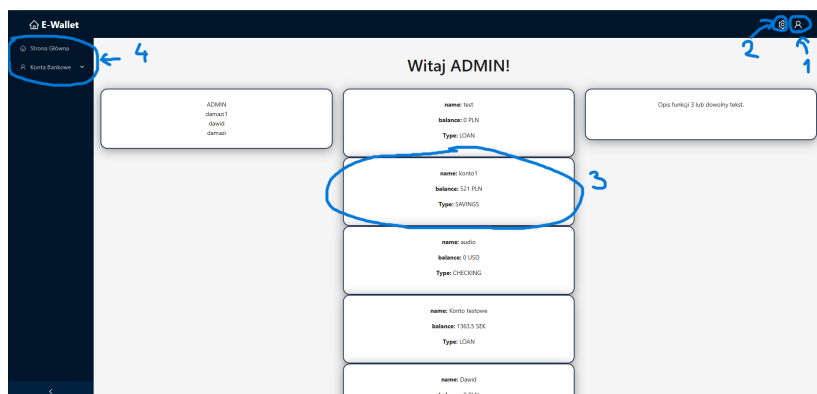 E-Wallet
2
1
Strona Główna
Konta Bankowe
4
Witaj ADMIN!
ADMIN
damazi1
dawid
damazi
name: test
balance: 0 PLN
Type: LOAN
Opis funkcji 3 lub dowolny tekst.
name: konto1
balance: 521 PLN
Type: SAVINGS
3
name: audio
balance: 0 USD
Type: CHECKING
name: Konto testowe
balance: 1363.5 SEK
Type: LOAN
name: Dawid